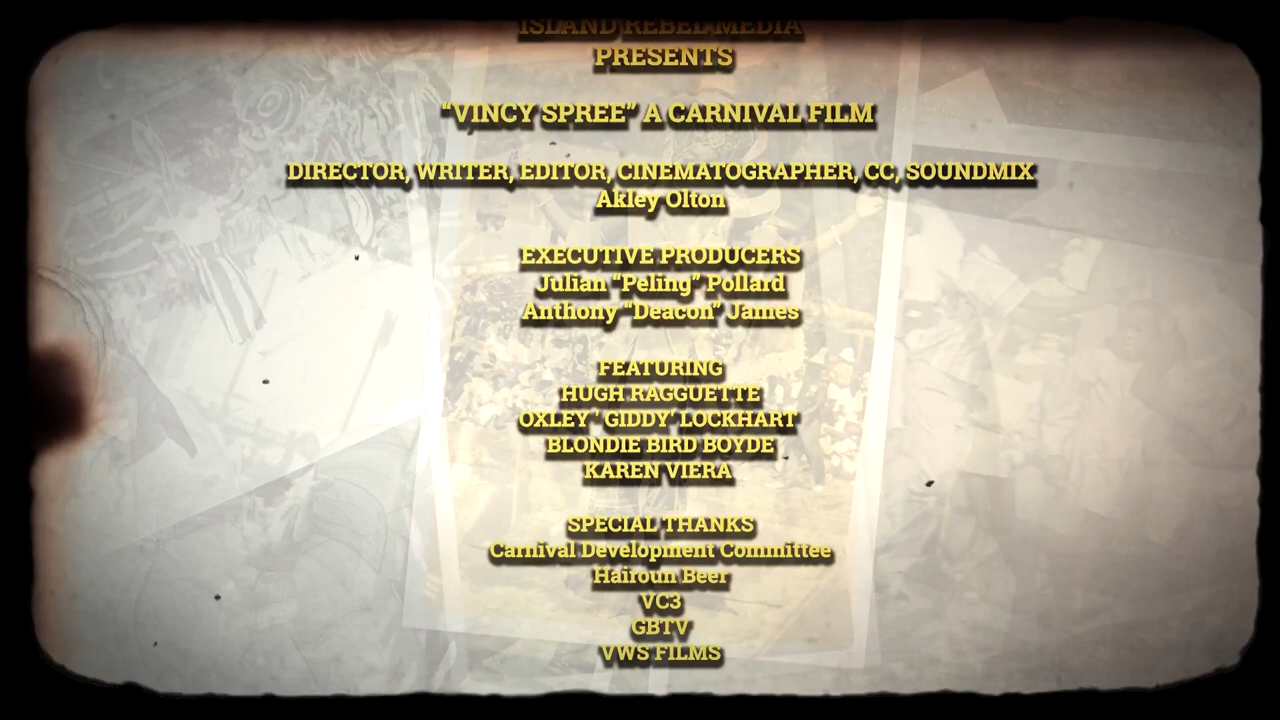 ISLAND REBEL MEDIA
PRESENTS
“VINCY SPREE” A CARNIVAL FILM
DIRECTOR, WRITER, EDITOR, CINEMATOGRAPHER, CC, SOUNDMIX
Akley Olton
EXECUTIVE PRODUCERS
Julian “Peling” Pollard
Anthony “Deacon” James
FEATURING
HUGH RAGGUETTE
OXLEY ‘ GIDDY’ LOCKHART
BLONDIE BIRD BOYDE
KAREN VIERA
SPECIAL THANKS
Carnival Development Committee
Hairoun Beer
VC3
GBTV
VWS FILMS